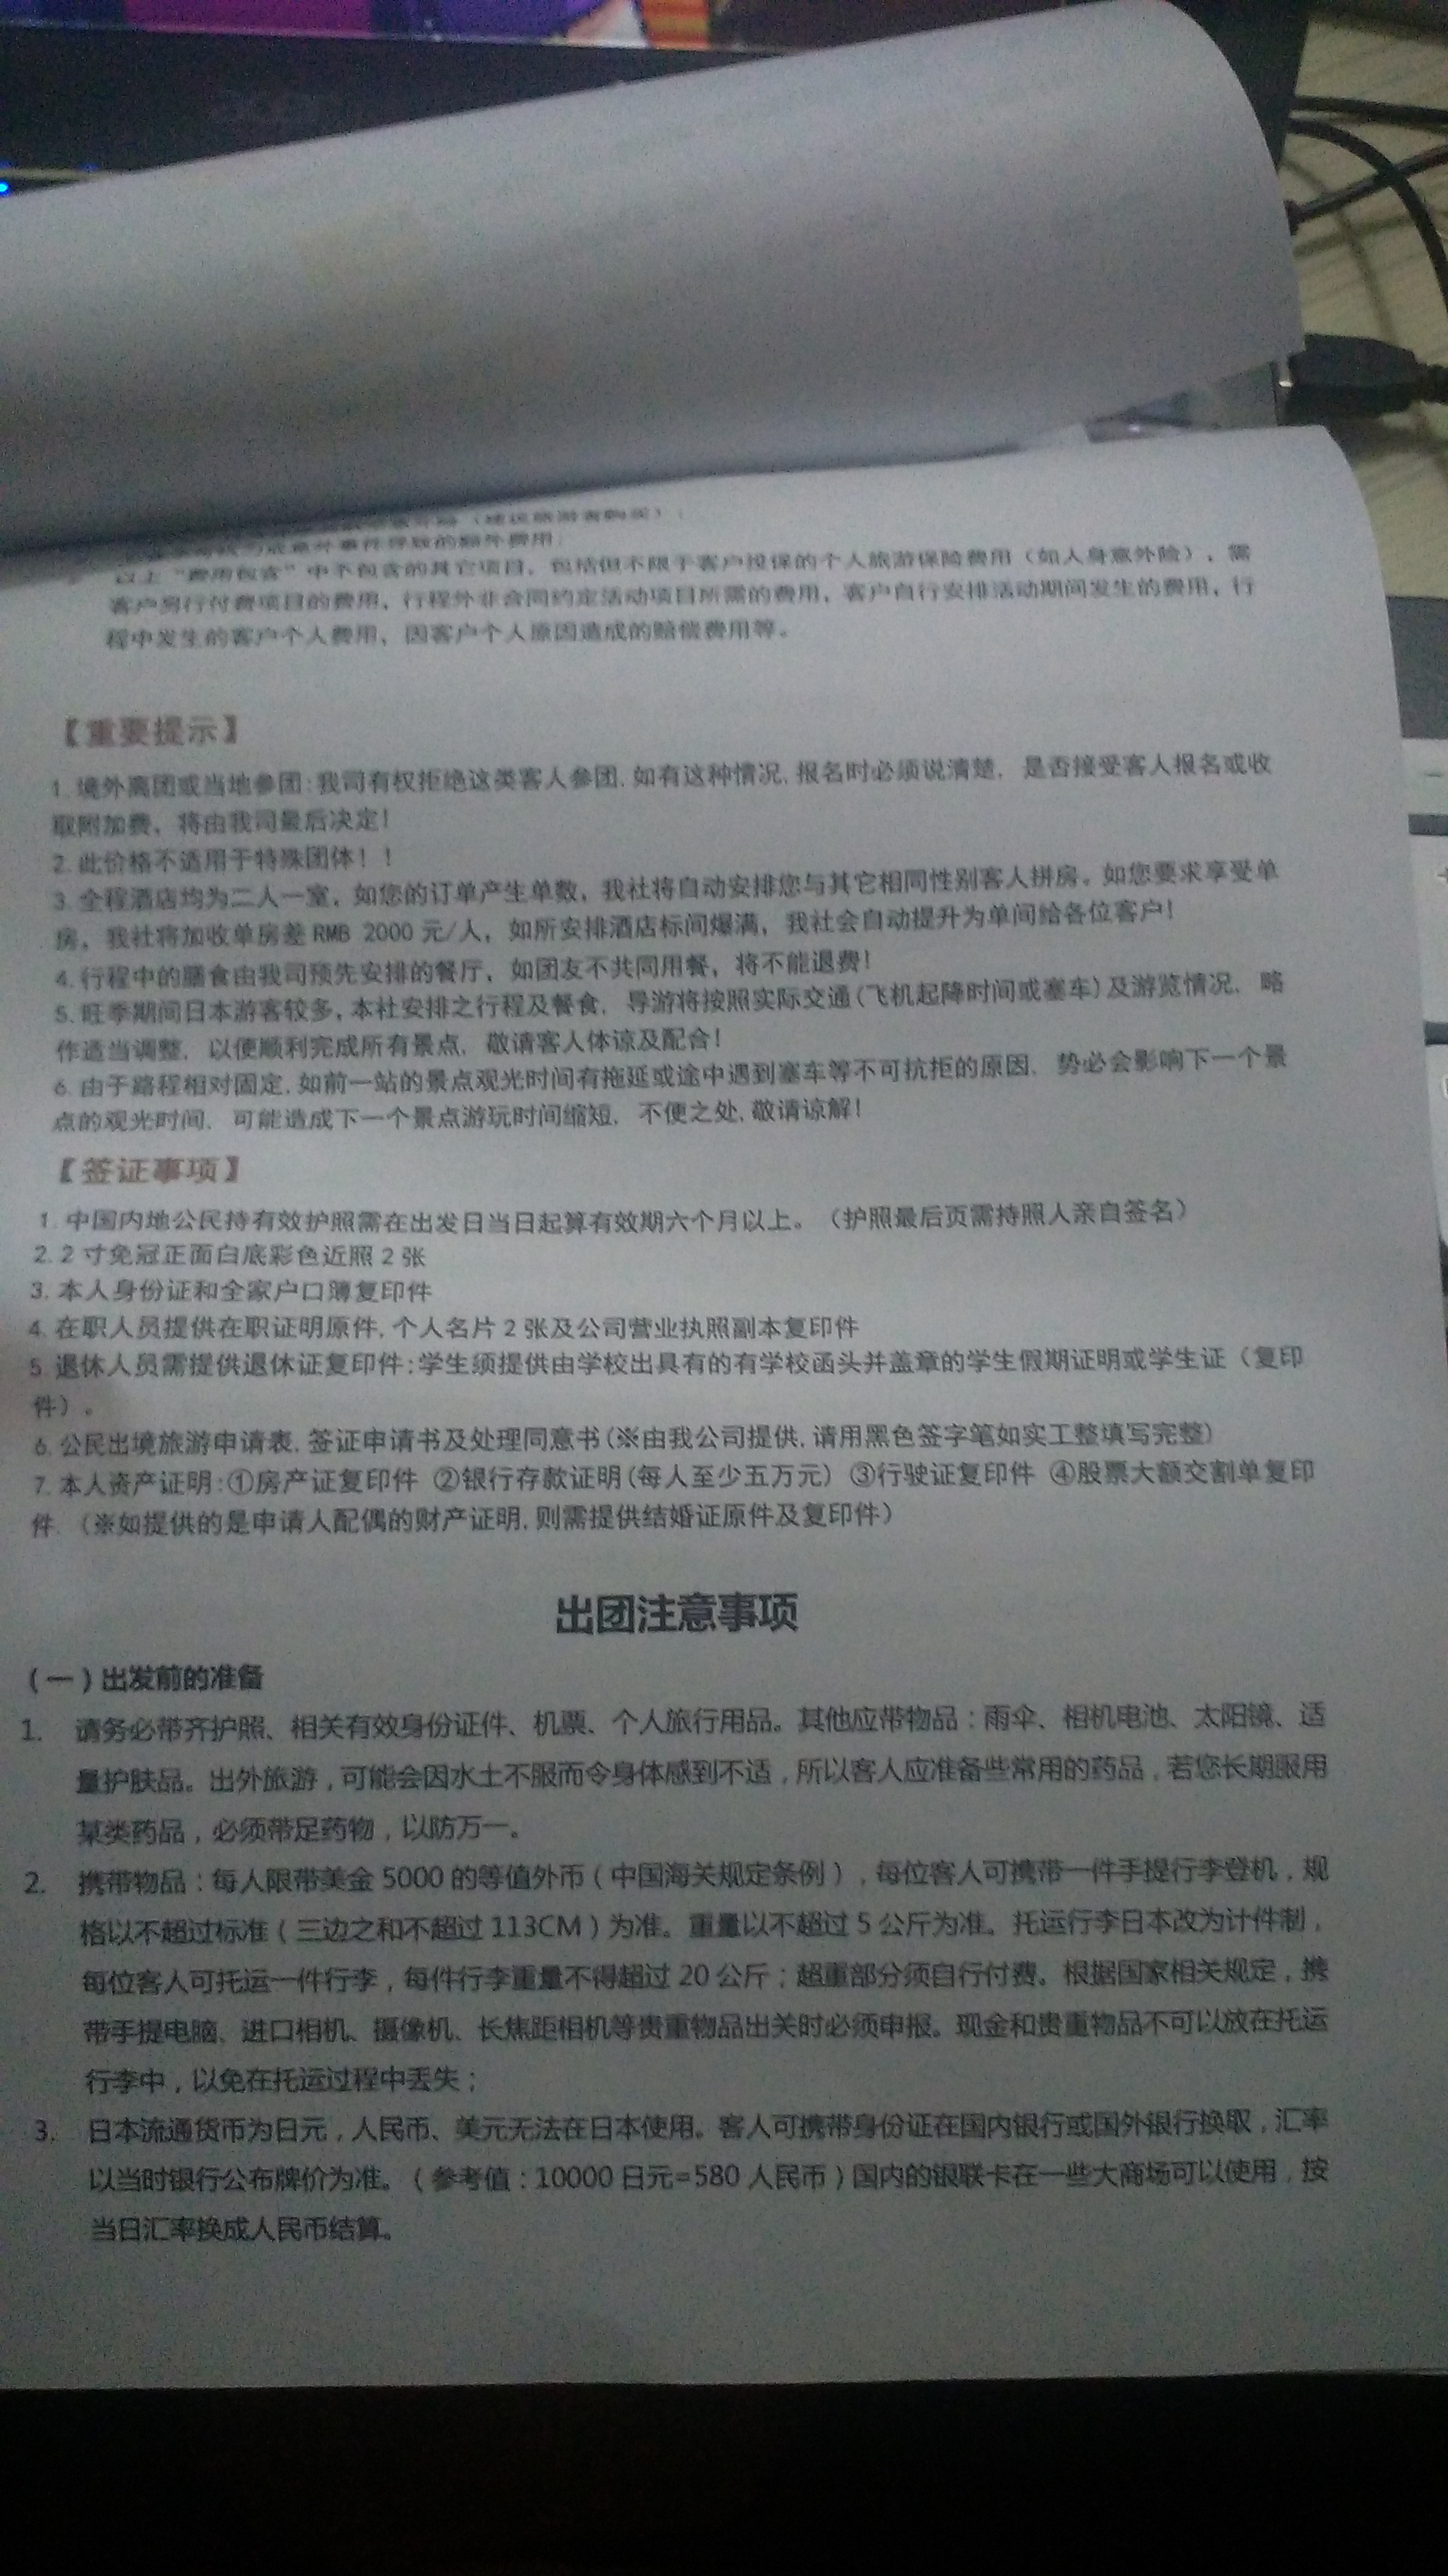 acer
（建议旅游者购买）；
意外事件导致的额外费用；
以上“费用包含”中不包含的其它项目，包括但不限于客户投保的个人旅游保险费用（如人身意外险），需
客户另行付费项目的费用，行程外非合同约定活动项目所需的费用，客户自行安排活动期间发生的费用，行
程中发生的客户个人费用，因客户个人原因造成的赔偿费用等。
【重要提示】
1. 境外离团或当地参团:我司有权拒绝这类客人参团,如有这种情况,报名时必须说清楚，是否接受客人报名或收
取附加费，将由我司最后决定！
2. 此价格不适用于特殊团体！！
3. 全程酒店均为二人一室，如您的订单产生单数，我社将自动安排您与其它相同性别客人拼房。如您要求享受单
房，我社将加收单房差 RMB 2000 元/人，如所安排酒店标间爆满，我社会自动提升为单间给各位客户！
4. 行程中的膳食由我司预先安排的餐厅，如团友不共同用餐，将不能退费！
5. 旺季期间日本游客较多，本社安排之行程及餐食，导游将按照实际交通(飞机起降时间或塞车)及游览情况，略
作适当调整，以便顺利完成所有景点，敬请客人体谅及配合！
6. 由于路程相对固定,如前一站的景点观光时间有拖延或途中遇到塞车等不可抗拒的原因，势必会影响下一个景
点的观光时间，可能造成下一个景点游玩时间缩短，不便之处,敬请谅解！
【签证事项】
1. 中国内地公民持有效护照需在出发日当日起算有效期六个月以上。（护照最后页需持照人亲自签名）
2. 2 寸免冠正面白底彩色近照 2 张
3. 本人身份证和全家户口簿复印件
4. 在职人员提供在职证明原件,个人名片 2 张及公司营业执照副本复印件
5. 退休人员需提供退休证复印件:学生须提供由学校出具有的有学校函头并盖章的学生假期证明或学生证（复印
件）。
6. 公民出境旅游申请表,签证申请书及处理同意书(※由我公司提供,请用黑色签字笔如实工整填写完整)
7. 本人资产证明:①房产证复印件 ②银行存款证明(每人至少五万元) ③行驶证复印件 ④股票大额交割单复印
件.（※如提供的是申请人配偶的财产证明,则需提供结婚证原件及复印件）
出团注意事项
（一）出发前的准备
1. 请务必带齐护照、相关有效身份证件、机票、个人旅行用品。其他应带物品：雨伞、相机电池、太阳镜、适
量护肤品。出外旅游，可能会因水土不服而令身体感到不适，所以客人应准备些常用的药品，若您长期服用
某类药品，必须带足药物，以防万一。
2. 携带物品：每人限带美金 5000 的等值外币（中国海关规定条例），每位客人可携带一件手提行李登机，规
格以不超过标准（三边之和不超过 113CM）为准。重量以不超过 5 公斤为准。托运行李日本改为计件制，
每位客人可托运一件行李，每件行李重量不得超过 20 公斤；超重部分须自行付费。根据国家相关规定，携
带手提电脑、进口相机、摄像机、长焦距相机等贵重物品出关时必须申报。现金和贵重物品不可以放在托运
行李中，以免在托运过程中丢失；
3. 日本流通货币为日元，人民币、美元无法在日本使用。客人可携带身份证在国内银行或国外银行换取，汇率
以当时银行公布牌价为准。（参考值：10000 日元=580 人民币）国内的银联卡在一些大商场可以使用，按
当日汇率换成人民币结算。